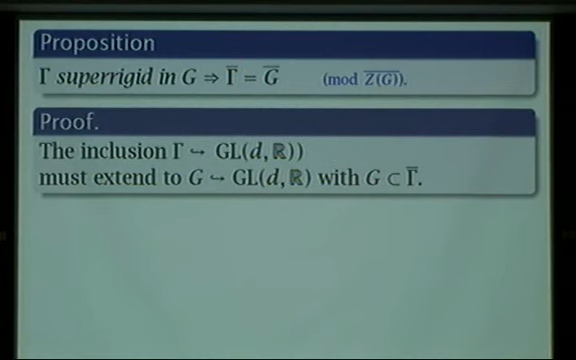 Proposition
Γ superrigid in G ⇒ Γ̅ = G̅ (mod Z̅(̅G̅)̅).
Proof.
The inclusion Γ ↪ GL(d, ℝ))
must extend to G ↪ GL(d, ℝ) with G ⊂ Γ̅.